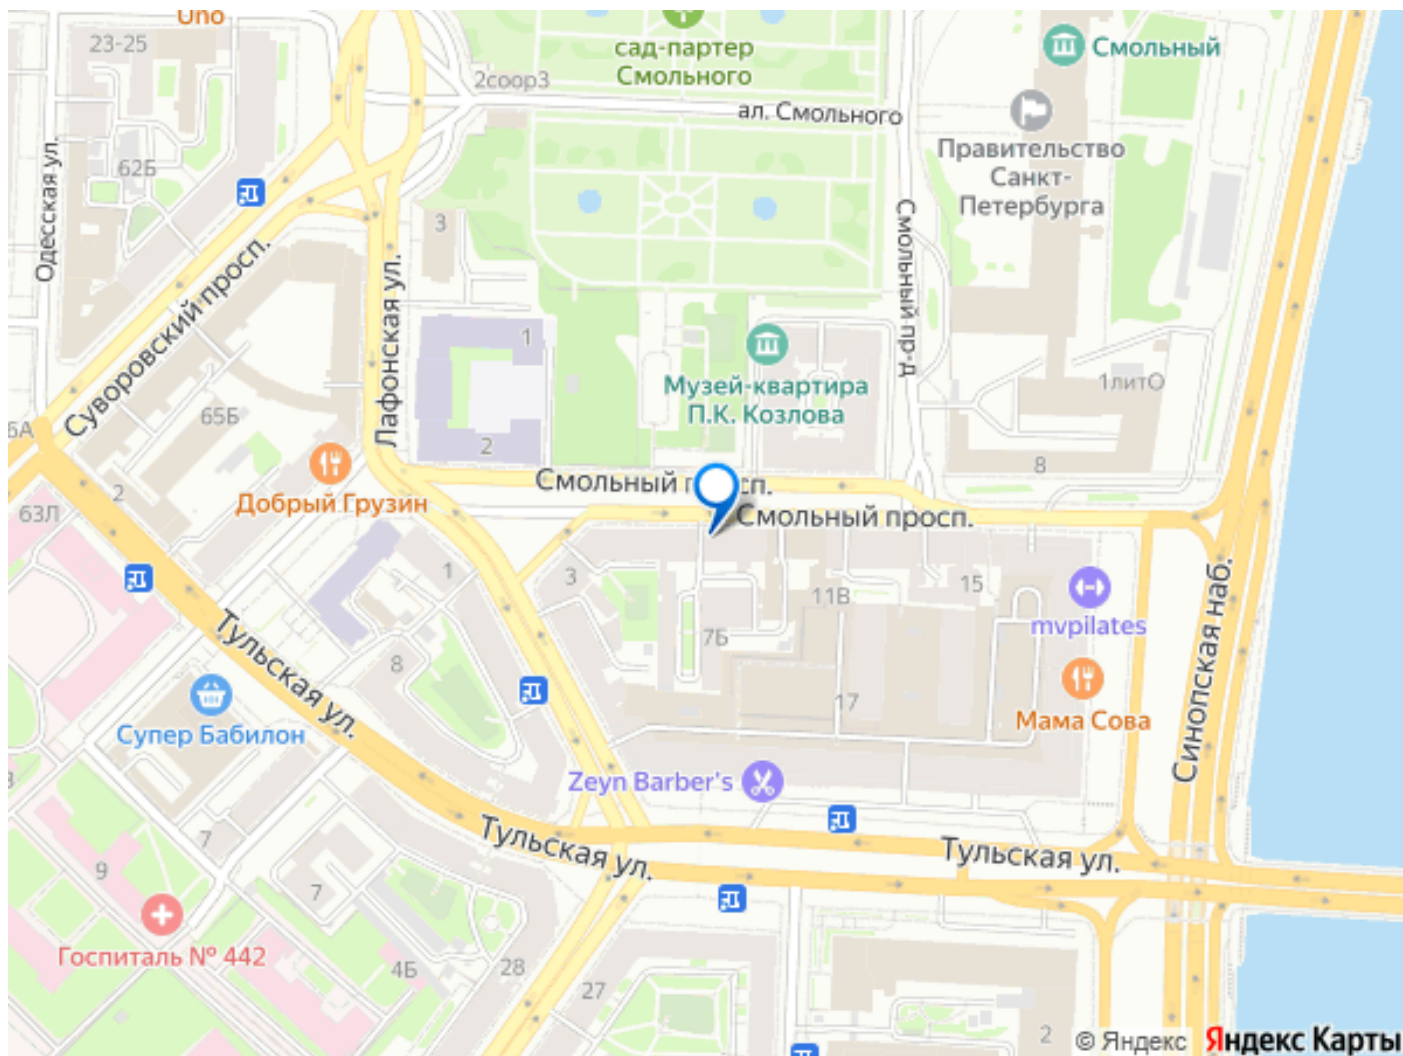 Uno
23-25
сад-партер
Смольного
Смольный
2соор3
ал. Смольного
Правительство
Санкт-
Петербурга
Одесская ул.
62Б
3
Смольный пр-д
Суворовский просп.
Лафонская ул.
1
Музей-квартира
П.К. Козлова
1литО
6А
65Б
2
8
Добрый Грузин
Смольный п
сп.
Смольный просп.
2
63Л
1
3
15
11В
mvpilates
7Б
Тульская ул.
8
Синопская наб.
17
Мама Сова
Супер Бабилон
Zeyn Barber's
7
Тульская ул.
Тульская ул.
9
7
Госпиталь № 442
4Б
28
27
2
© Яндекс
Яндекс Карты